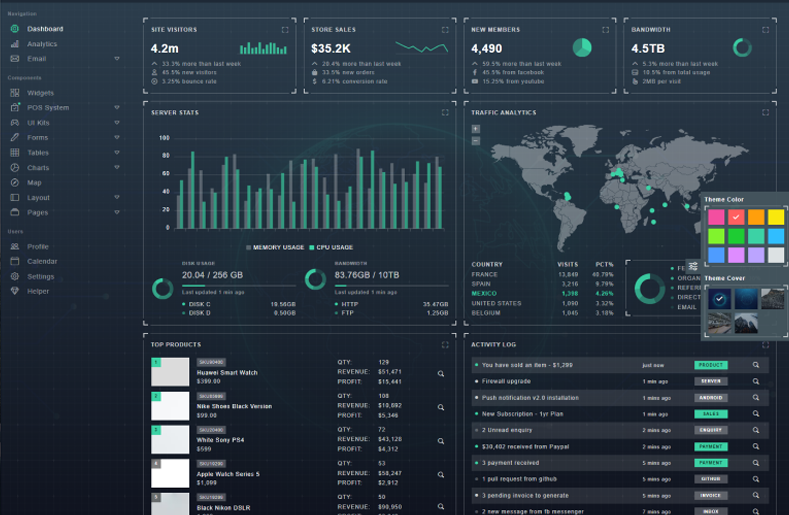 Navigation
Dashboard
Analytics
Email
Components
Widgets
POS System
UI Kits
Forms
Tables
Charts
Map
Layout
Pages
Users
Profile
Calendar
Settings
Helper
SITE VISITORS
4.2m
33.3% more than last week
45.5% new visitors
3.25% bounce rate
STORE SALES
$35.2K
20.4% more than last week
33.5% new orders
6.21% conversion rate
NEW MEMBERS
4,490
59.5% more than last week
45.5% from facebook
15.25% from youtube
BANDWIDTH
4.5TB
5.3% more than last week
10.5% from total usage
2MB per visit
SERVER STATS
100
80
60
40
20
0
MEMORY USAGE CPU USAGE
DISK USAGE
20.04 / 256 GB
Last updated 1 min ago
DISK C 19.56GB
DISK D 0.50GB
BANDWIDTH
83.76GB / 10TB
Last updated 1 min ago
HTTP 35.47GB
FTP 1.25GB
TRAFFIC ANALYTICS
COUNTRY VISITS PCT%
FRANCE 13,849 40.79%
SPAIN 3,216 9.79%
MEXICO 1,398 4.26%
UNITED STATES 1,090 3.32%
BELGIUM 1,045 3.18%
DIRECT
EMAIL
Theme Color
Theme Cover
TOP PRODUCTS
1
Huawei Smart Watch
$399.00
QTY: 129
REVENUE: $51,471
PROFIT: $15,441
2
Nike Shoes Black Version
$99.00
QTY: 108
REVENUE: $10,692
PROFIT: $5,346
3
White Sony PS4
$599
QTY: 72
REVENUE: $43,128
PROFIT: $4,312
4
Apple Watch Series 5
$1,099
QTY: 53
REVENUE: $58,247
PROFIT: $2,912
5
Black Nikon DSLR
QTY: 50
REVENUE: $90,950
ACTIVITY LOG
You have sold an item - $1,299 just now PRODUCT
Firewall upgrade 1 min ago SERVER
Push notification v2.0 installation 1 mins ago ANDROID
New Subscription - 1yr Plan 1 min ago SALES
2 Unread enquiry 2 mins ago ENQUIRY
$30,402 received from Paypal 2 mins ago PAYMENT
3 payment received 5 mins ago PAYMENT
1 pull request from github 5 mins ago GITHUB
3 pending invoice to generate 5 mins ago INVOICE
2 new message from fb messenger 7 mins ago INBOX